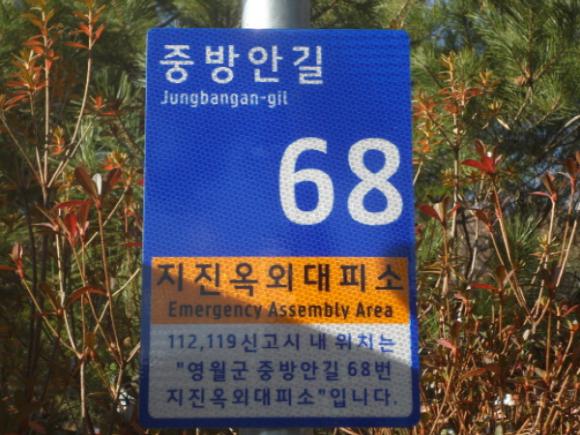 중방안길
Jungbangan-gil
68
지진옥외대피소
Emergency Assembly Area
112,119신고시 내 위치는
"영월군 중방안길 68번
지진옥외대피소"입니다.